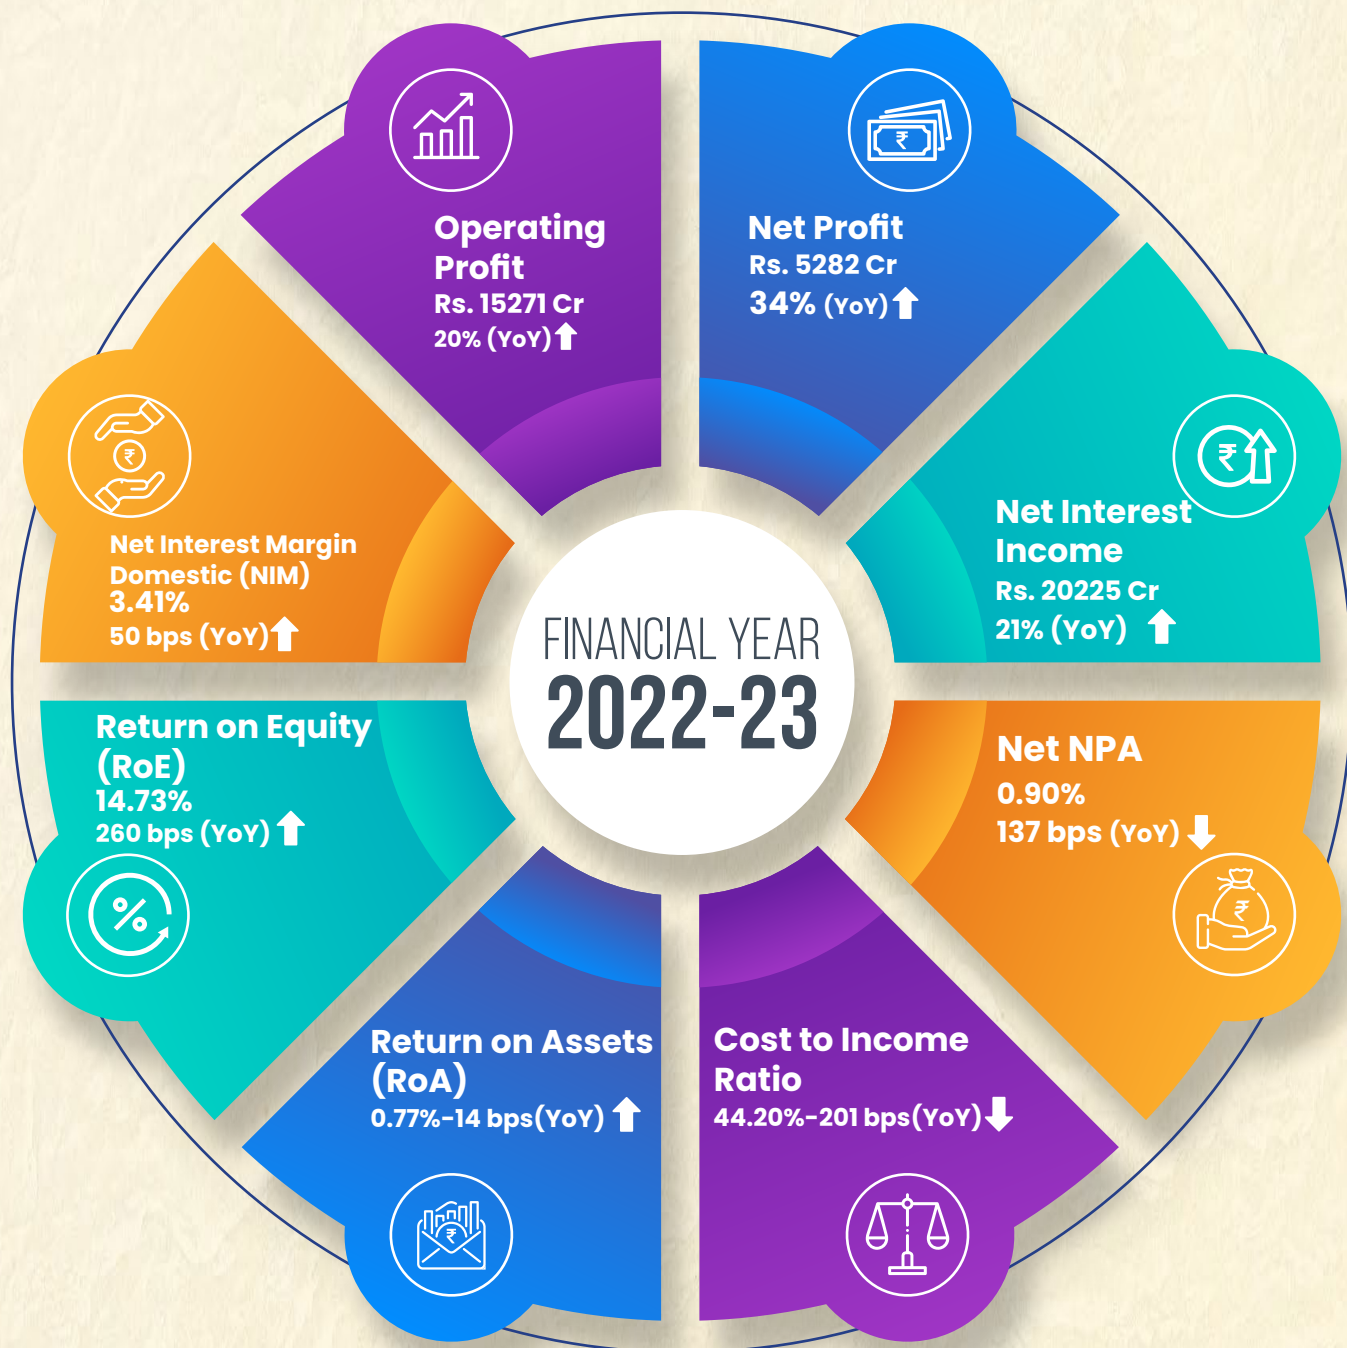 Operating
Profit
Rs. 15271 Cr
20% (YoY)
₹
Net Profit
Rs. 5282 Cr
34% (YoY)
₹
Net Interest
Income
Rs. 20225 Cr
21% (YoY)
Net NPA
0.90%
137 bps (YoY)
₹
Cost to Income
Ratio
44.20%-201 bps(YoY)
Return on Assets
(RoA)
0.77%-14 bps(YoY)
₹
Return on Equity
(RoE)
14.73%
260 bps (YoY)
%
₹
Net Interest Margin
Domestic (NIM)
3.41%
50 bps (YoY)
FINANCIAL YEAR
2022-23